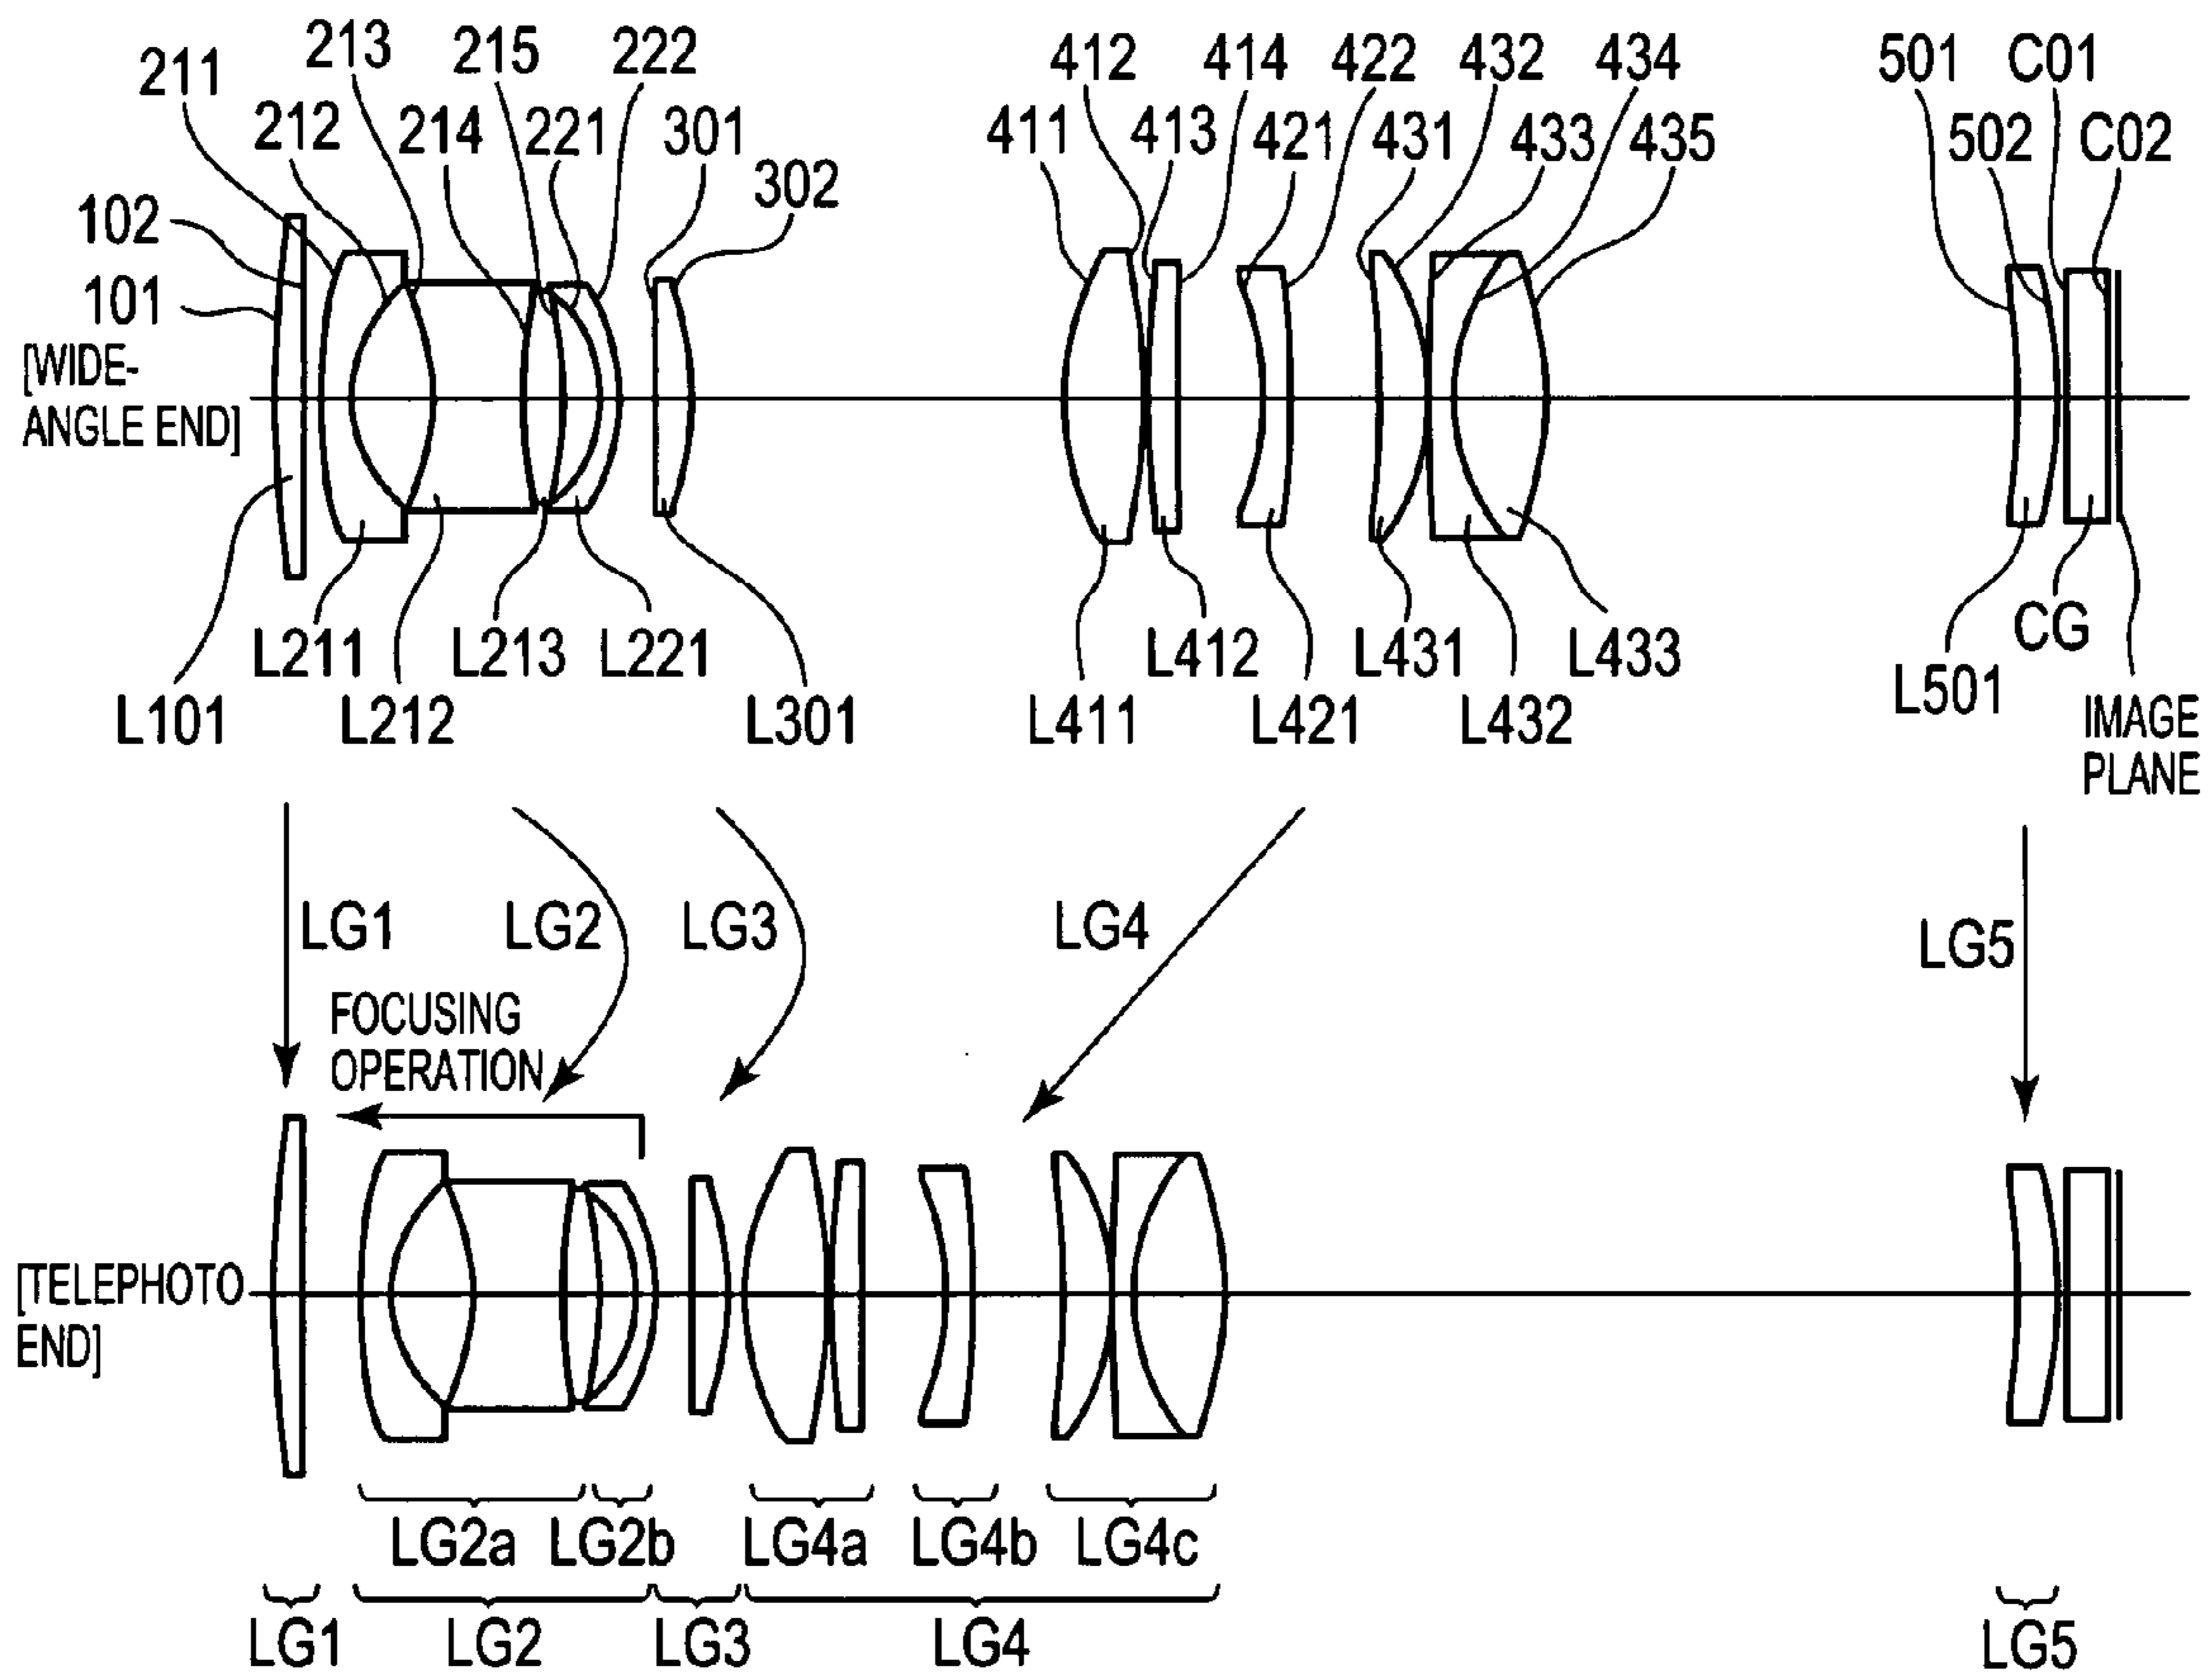 211 213 215 222 412 414 422 432 434 501 C01
212 214 221 301 302 411 413 421 431 433 435 502 C02
102
101
[WIDE-
ANGLE END]
L211 L213 L221 L412 L431 L433 CG
L101 L212 L301 L411 L421 L432 L501
IMAGE
PLANE
LG1 LG2 LG3 LG4 LG5
FOCUSING
OPERATION
[TELEPHOTO
END]
LG2a LG2b LG4a LG4b LG4c
LG1 LG2 LG3 LG4 LG5